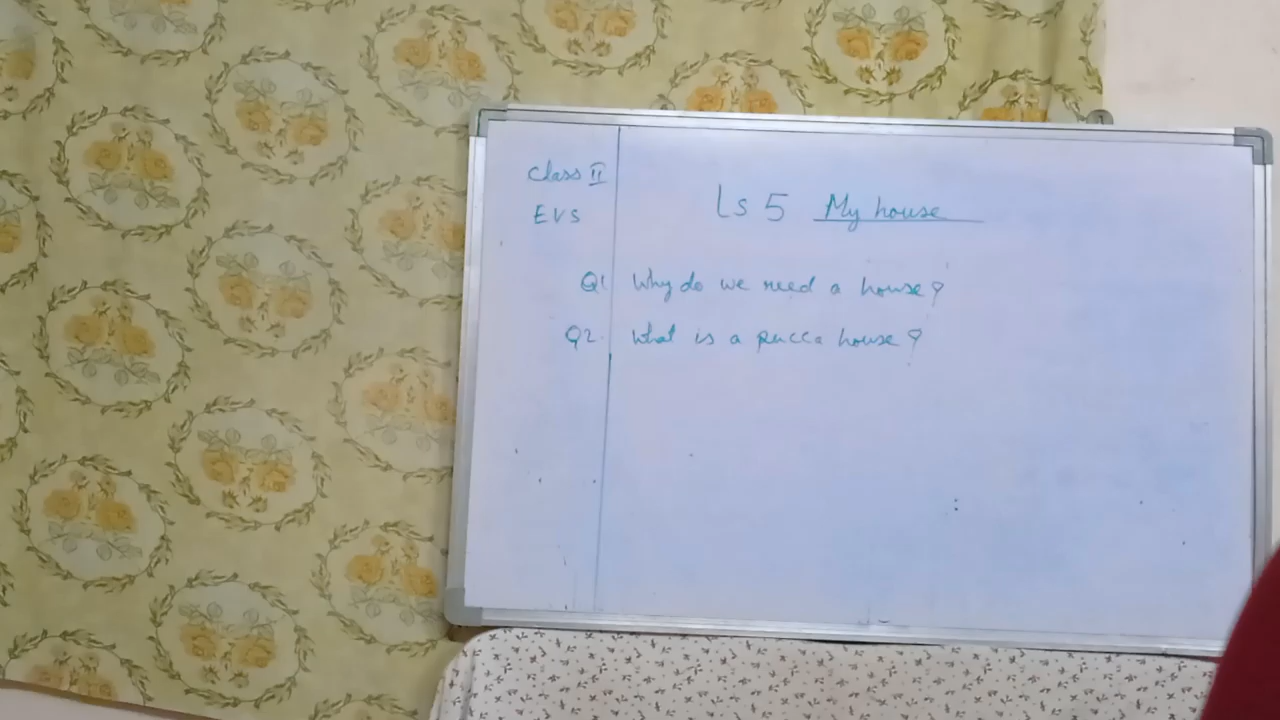 Class II
EVS
Ls 5 My house
Q1. Why do we need a house?
Q2. What is a pucca house?